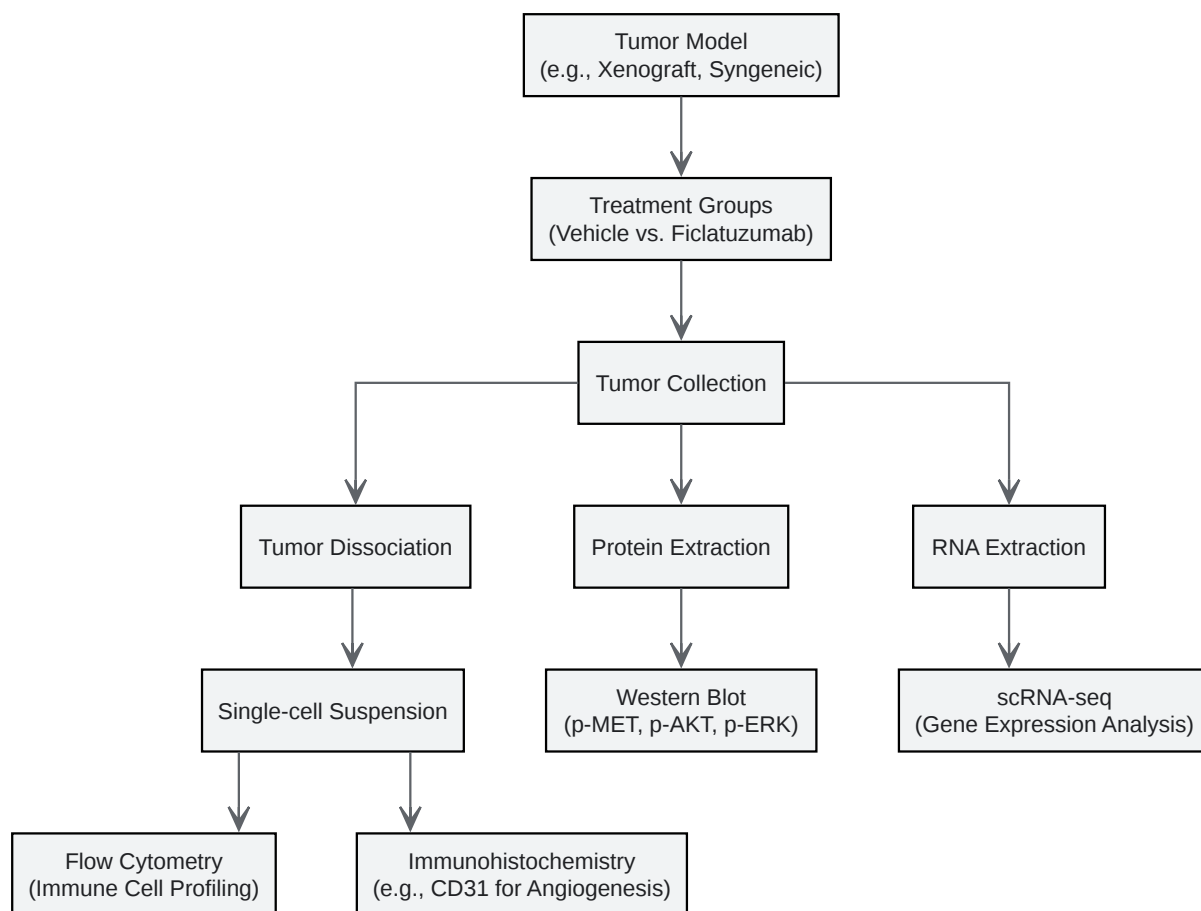 Tumor Model
(e.g., Xenograft, Syngeneic)
Treatment Groups
(Vehicle vs. Ficlatuzumab)
Tumor Collection
Tumor Dissociation
Protein Extraction
RNA Extraction
Single-cell Suspension
Western Blot
(p-MET, p-AKT, p-ERK)
scRNA-seq
(Gene Expression Analysis)
Flow Cytometry
(Immune Cell Profiling)
Immunohistochemistry
(e.g., CD31 for Angiogenesis)